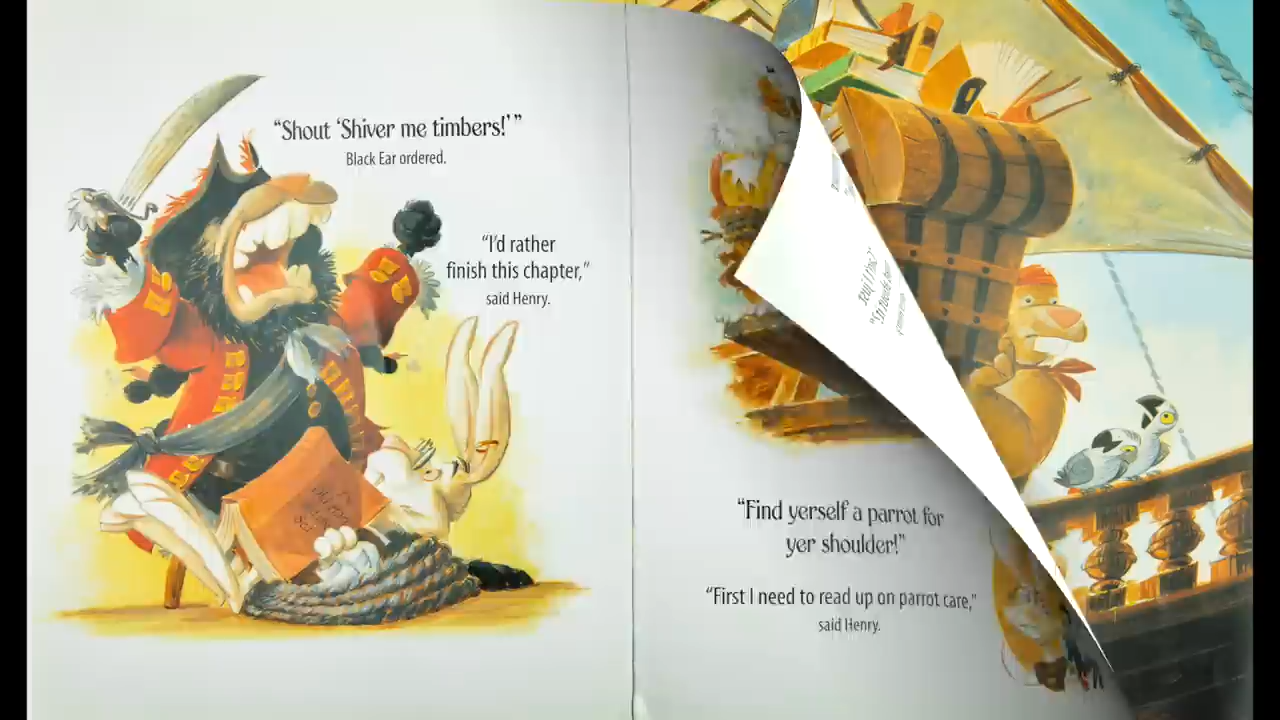 “Shout ‘Shiver me timbers!’”
Black Ear ordered.
“I’d rather
finish this chapter,”
said Henry.
“Find yerself a parrot for
yer shoulder!”
“First I need to read up on parrot care,”
said Henry.